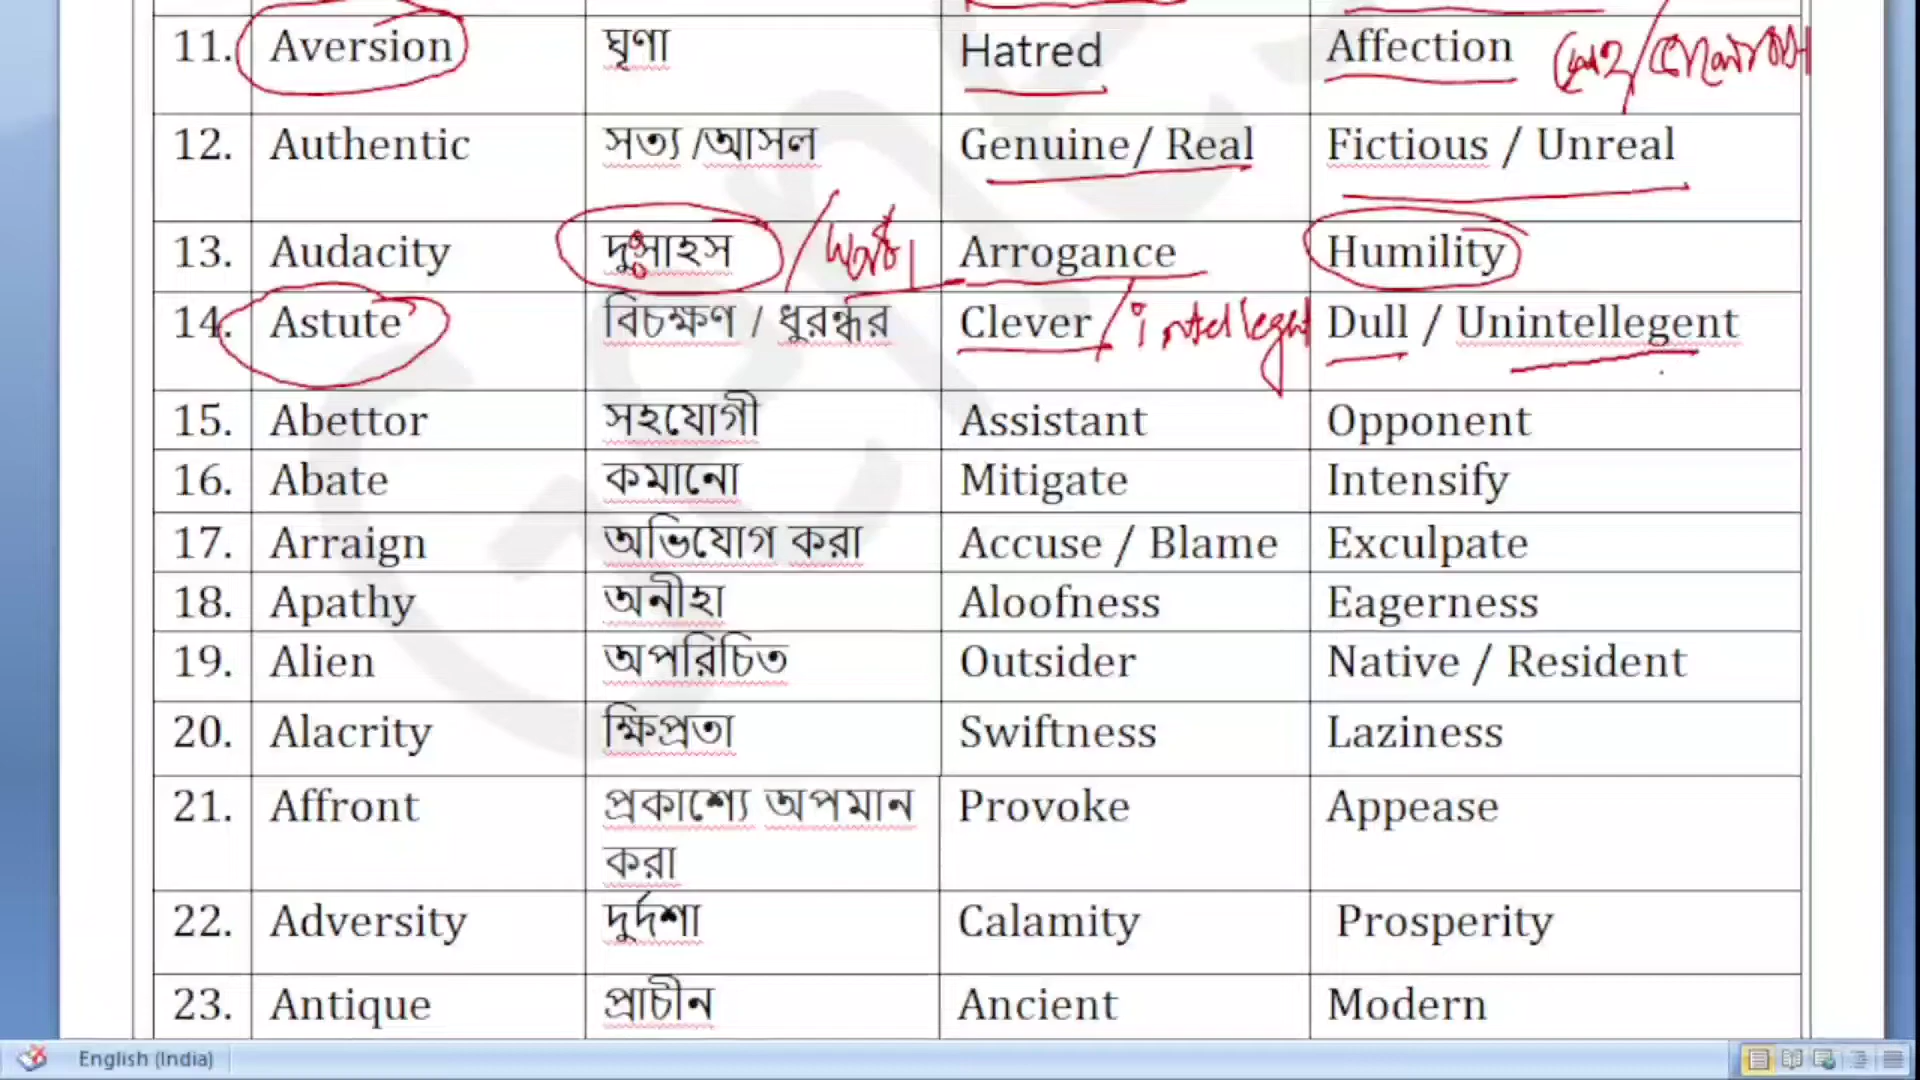 11. Aversion ঘৃণা Hatred Affection
12. Authentic সত্য /আসল Genuine/ Real Fictious / Unreal
13. Audacity দুঃসাহস / Arrogance Humility
14. Astute বিচক্ষণ / ধুরন্ধর Clever / intellegent Dull / Unintellegent
15. Abettor সহযোগী Assistant Opponent
16. Abate কমানো Mitigate Intensify
17. Arraign অভিযোগ করা Accuse / Blame Exculpate
18. Apathy অনীহা Aloofness Eagerness
19. Alien অপরিচিত Outsider Native / Resident
20. Alacrity ক্ষিপ্রতা Swiftness Laziness
21. Affront প্রকাশ্যে অপমান Provoke Appease
করা
22. Adversity দুর্দশা Calamity Prosperity
23. Antique প্রাচীন Ancient Modern
English (India)